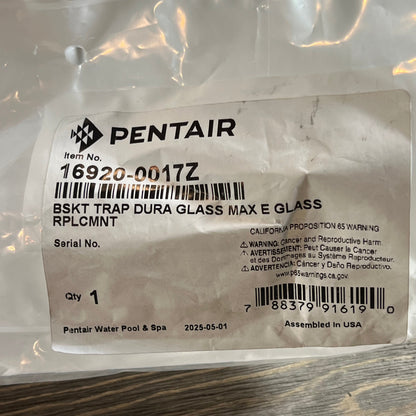 PENTAIR
Item No.
16920-0017Z
BSKT TRAP DURA GLASS MAX E GLASS
RPLCMNT
CALIFORNIA PROPOSITION 65 WARNING
Serial No.
WARNING: Cancer and Reproductive Harm.
AVERTISSEMENT: Peut Causer le Cancer
et des Dommages au Système Reproducteur.
ADVERTENCIA: Cáncer y Daño Reproductivo.
www.p65warnings.ca.gov.
Qty 1
7 88379 91619 0
Pentair Water Pool & Spa 2025-05-01 Assembled In USA